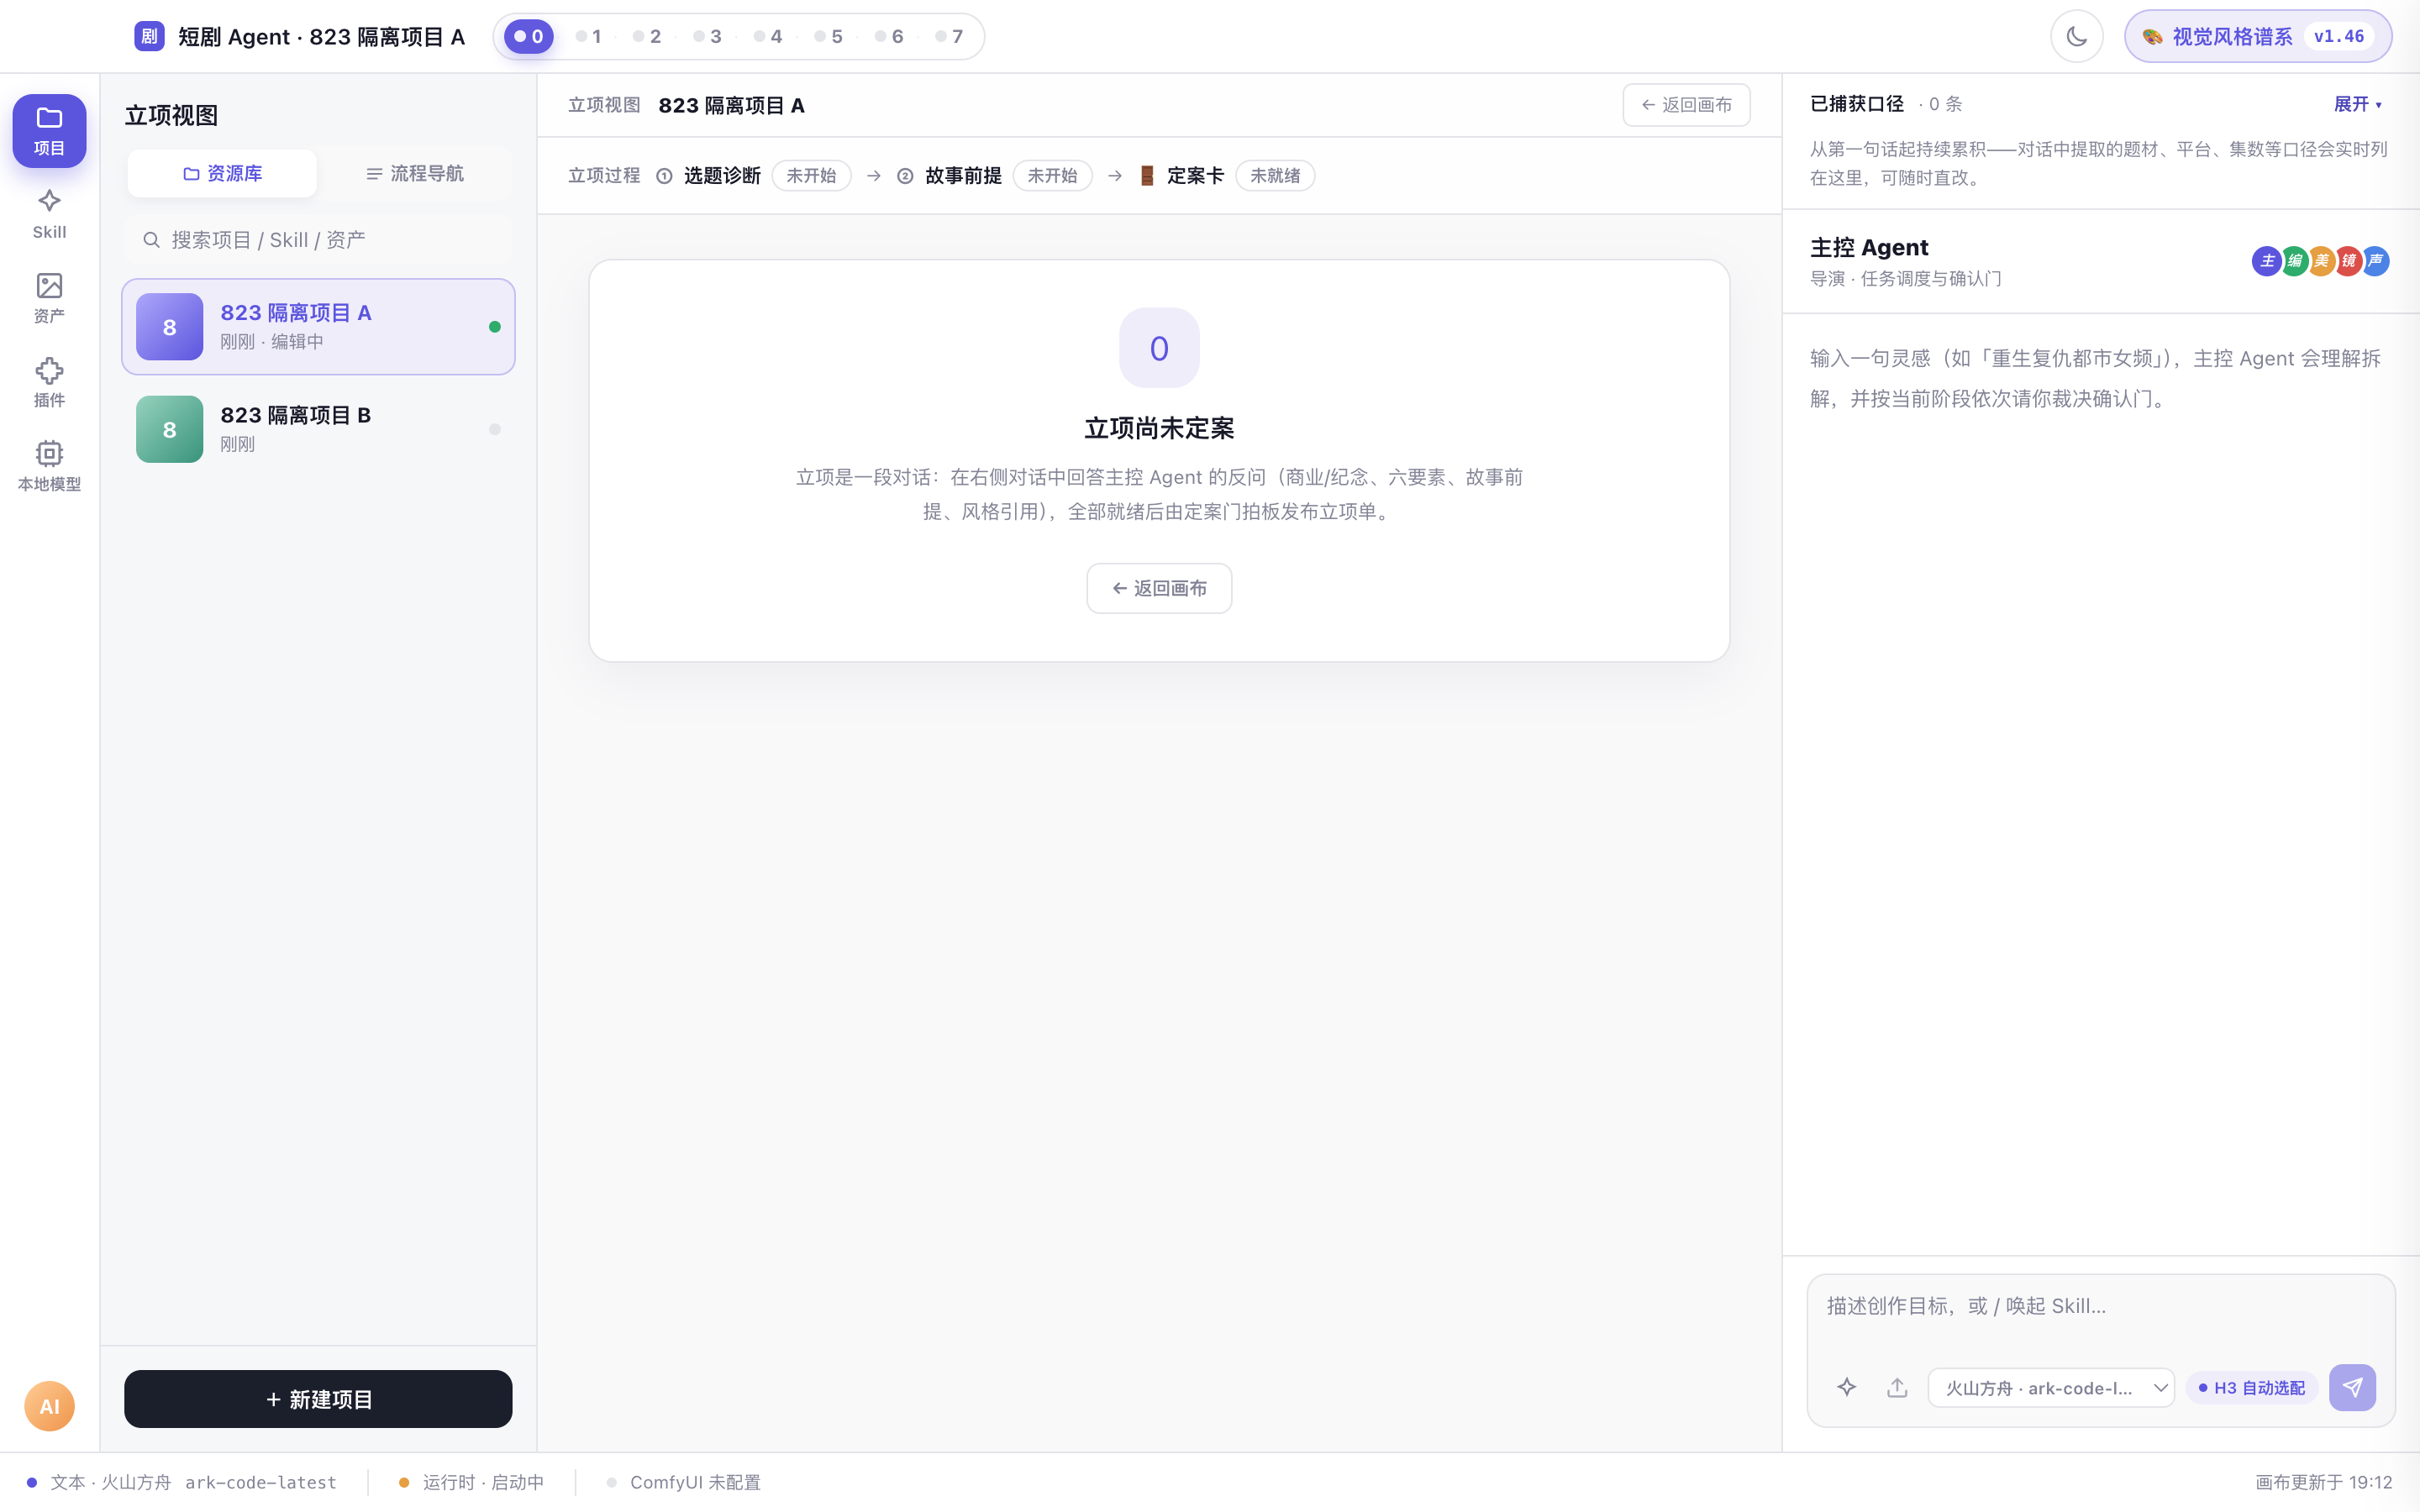 剧 短剧 Agent · 823 隔离项目 A
0 · 1 · 2 · 3 · 4 · 5 · 6 · 7
视觉风格谱系 v1.46
项目
Skill
资产
插件
本地模型
AI
立项视图
资源库 流程导航
搜索项目 / Skill / 资产
8
823 隔离项目 A
刚刚 · 编辑中
8
823 隔离项目 B
刚刚
+ 新建项目
立项视图 823 隔离项目 A
← 返回画布
立项过程 ① 选题诊断 未开始 → ② 故事前提 未开始 → 定案卡 未就绪
0
立项尚未定案
立项是一段对话：在右侧对话中回答主控 Agent 的反问（商业/纪念、六要素、故事前
提、风格引用），全部就绪后由定案门拍板发布立项单。
← 返回画布
已捕获口径 · 0 条
展开 ▾
从第一句话起持续累积——对话中提取的题材、平台、集数等口径会实时列
在这里，可随时直改。
主控 Agent
导演 · 任务调度与确认门
主 编 美 镜 声
输入一句灵感（如「重生复仇都市女频」），主控 Agent 会理解拆
解，并按当前阶段依次请你裁决确认门。
描述创作目标，或 / 唤起 Skill...
火山方舟 · ark-code-l... H3 自动选配
文本 · 火山方舟 ark-code-latest
运行时 · 启动中
ComfyUI 未配置
画布更新于 19:12